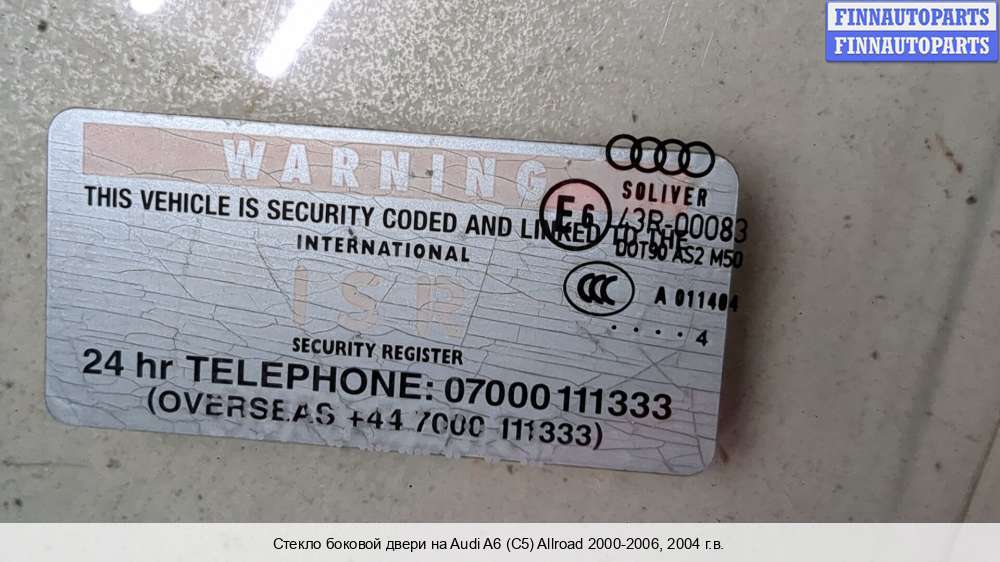 FINNAUTOPARTS
FINNAUTOPARTS
WARNING
SOLIVER
E6 43R-00083
THIS VEHICLE IS SECURITY CODED AND LINKED TO THE
DOT90 AS2 M50
INTERNATIONAL
CCC
A 011404
ISR
. . . . 4
SECURITY REGISTER
24 hr TELEPHONE: 07000 111333
(OVERSEAS +44 7000 111333)
Стекло боковой двери на Audi A6 (C5) Allroad 2000-2006, 2004 г.в.